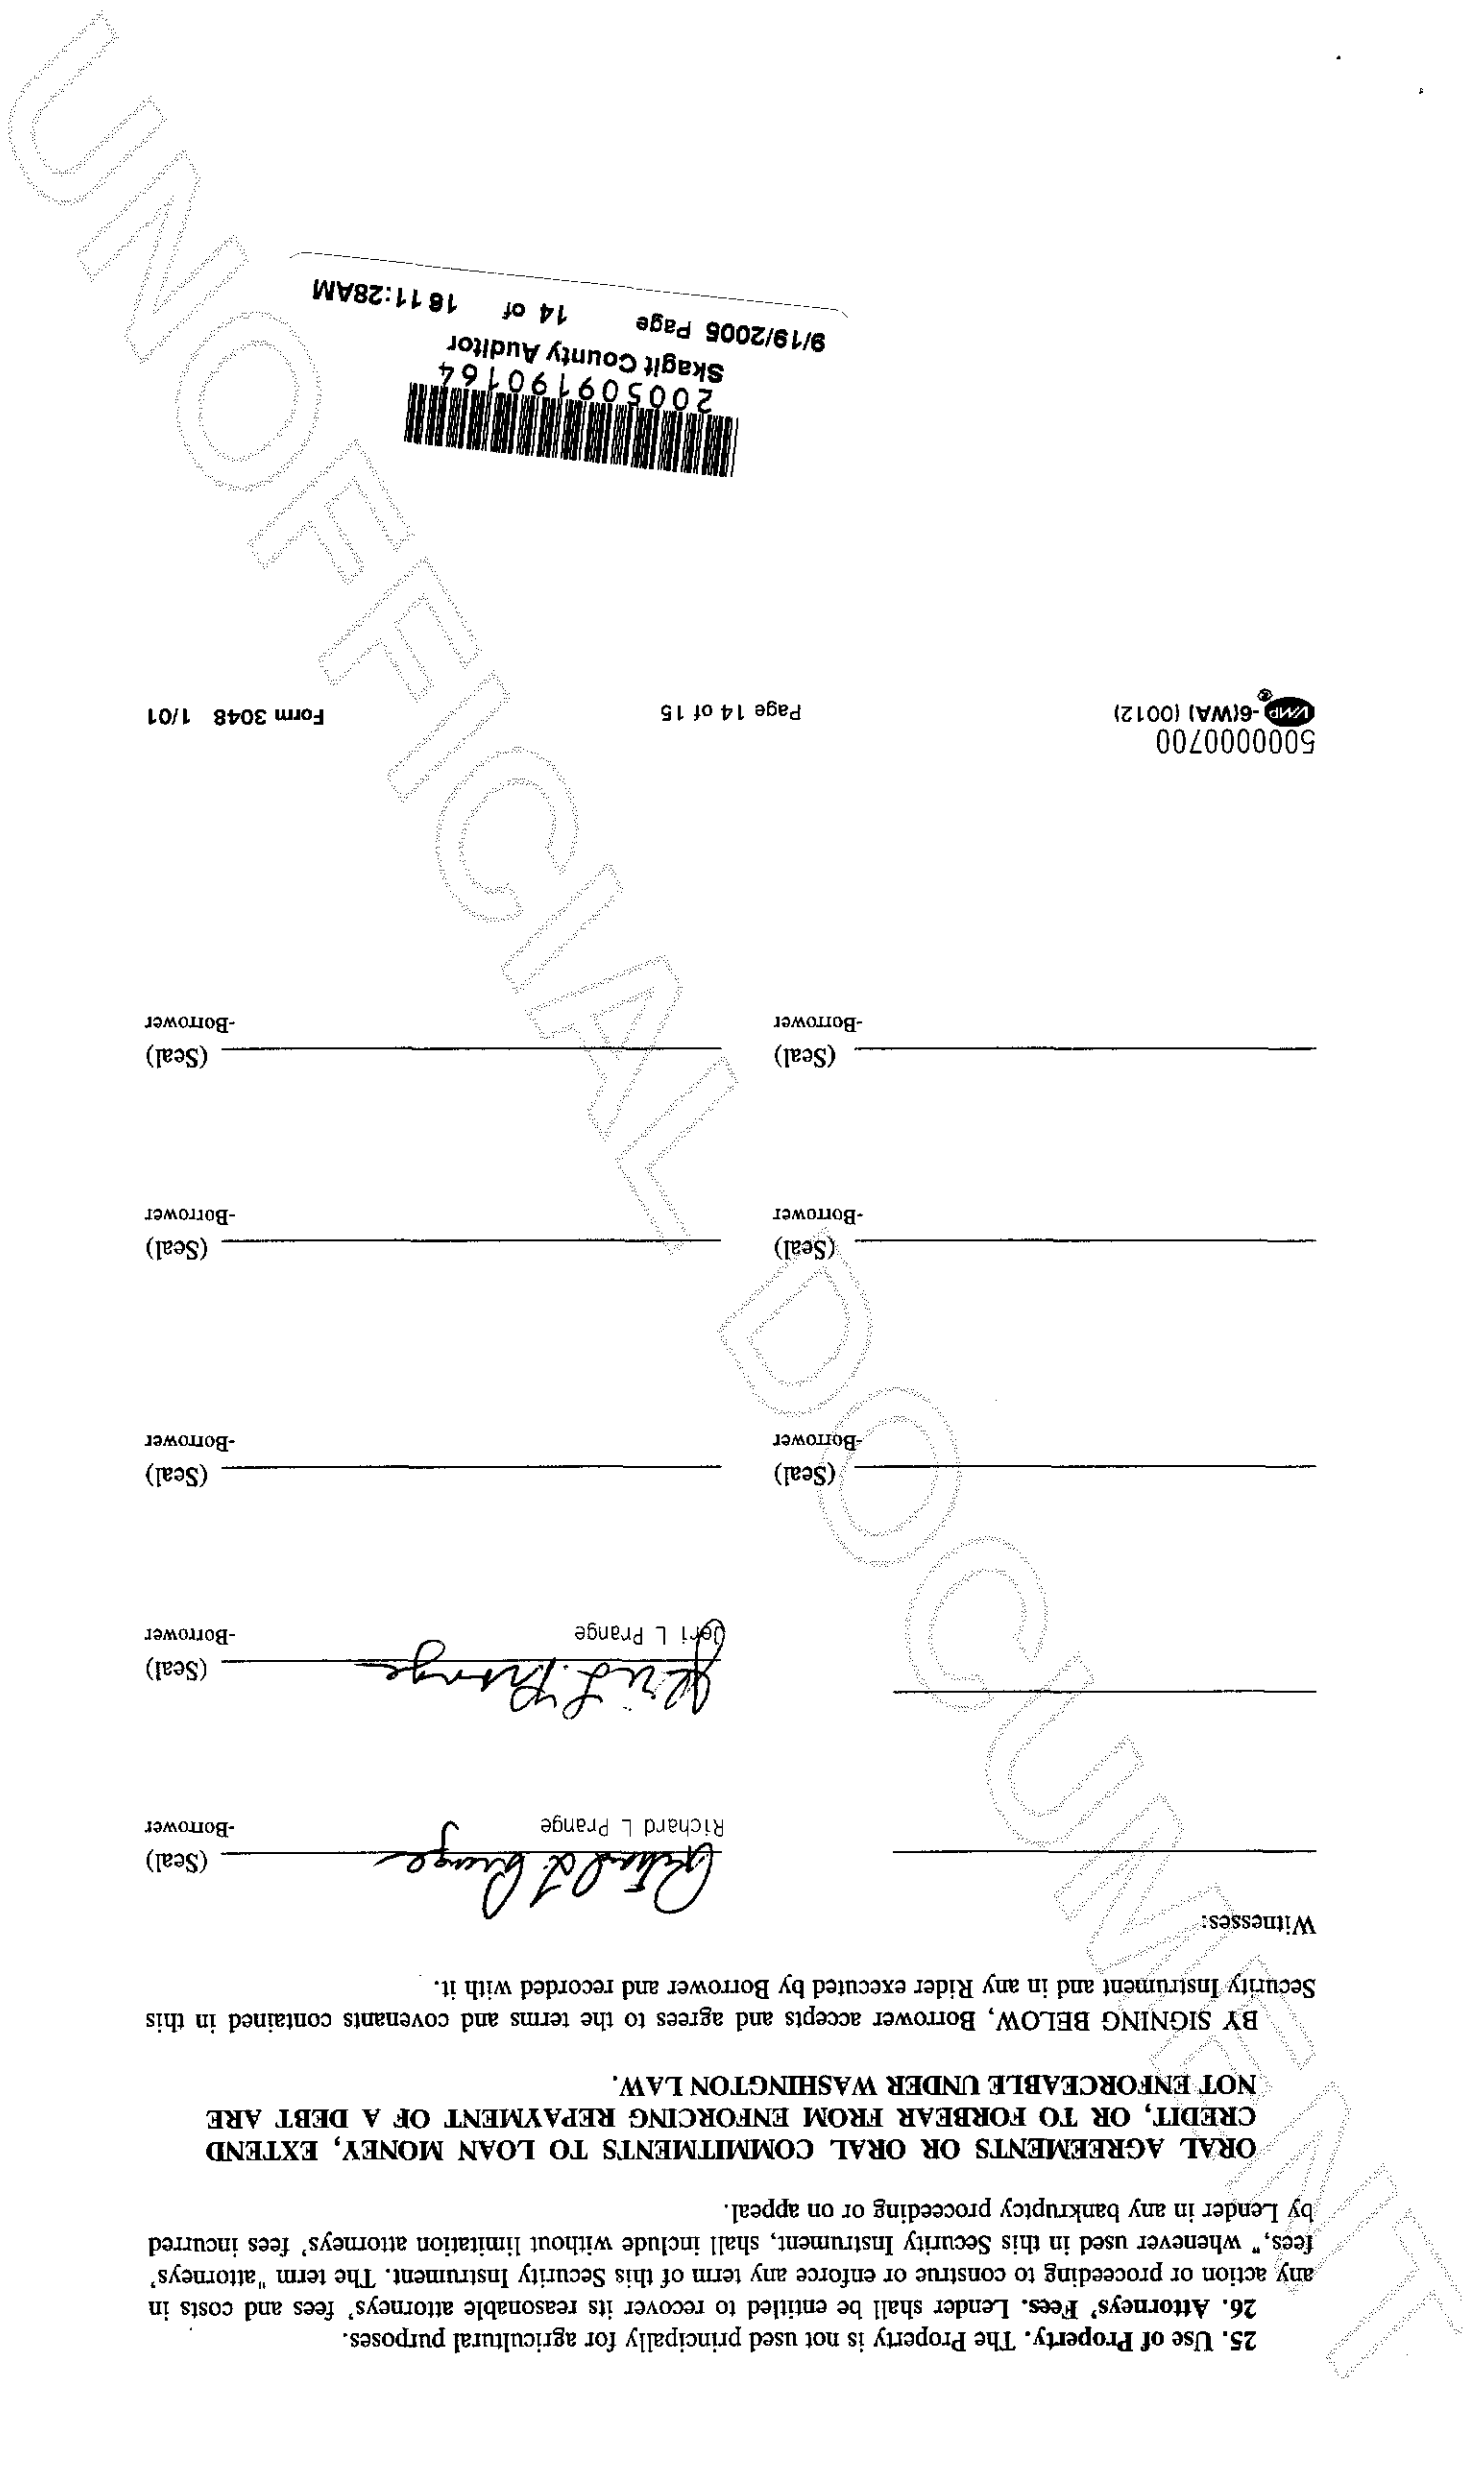 25. Use of Property. The Property is not used principally for agricultural purposes.
26. Attorneys' Fees. Lender shall be entitled to recover its reasonable attorneys' fees and costs in
any action or proceeding to construe or enforce any term of this Security Instrument. The term "attorneys'
fees," whenever used in this Security Instrument, shall include without limitation attorneys' fees incurred
by Lender in any bankruptcy proceeding or on appeal.
ORAL AGREEMENTS OR ORAL COMMITMENTS TO LOAN MONEY, EXTEND
CREDIT, OR TO FORBEAR FROM ENFORCING REPAYMENT OF A DEBT ARE
NOT ENFORCEABLE UNDER WASHINGTON LAW.
BY SIGNING BELOW, Borrower accepts and agrees to the terms and covenants contained in this
Security Instrument and in any Rider executed by Borrower and recorded with it.
Witnesses:
Richard L Prange (Seal)
Richard L Prange -Borrower
Jeri L. Prange (Seal)
Jeri L Prange -Borrower
(Seal) (Seal)
-Borrower -Borrower
(Seal) (Seal)
-Borrower -Borrower
(Seal) (Seal)
-Borrower -Borrower
500000700
VMP®-6(WA) (0012) Page 14 of 15 Form 3048 1/01
200509190164
Skagit County Auditor
9/19/2005 Page 14 of 16 11:28AM
UNOFFICIAL DOCUMENT